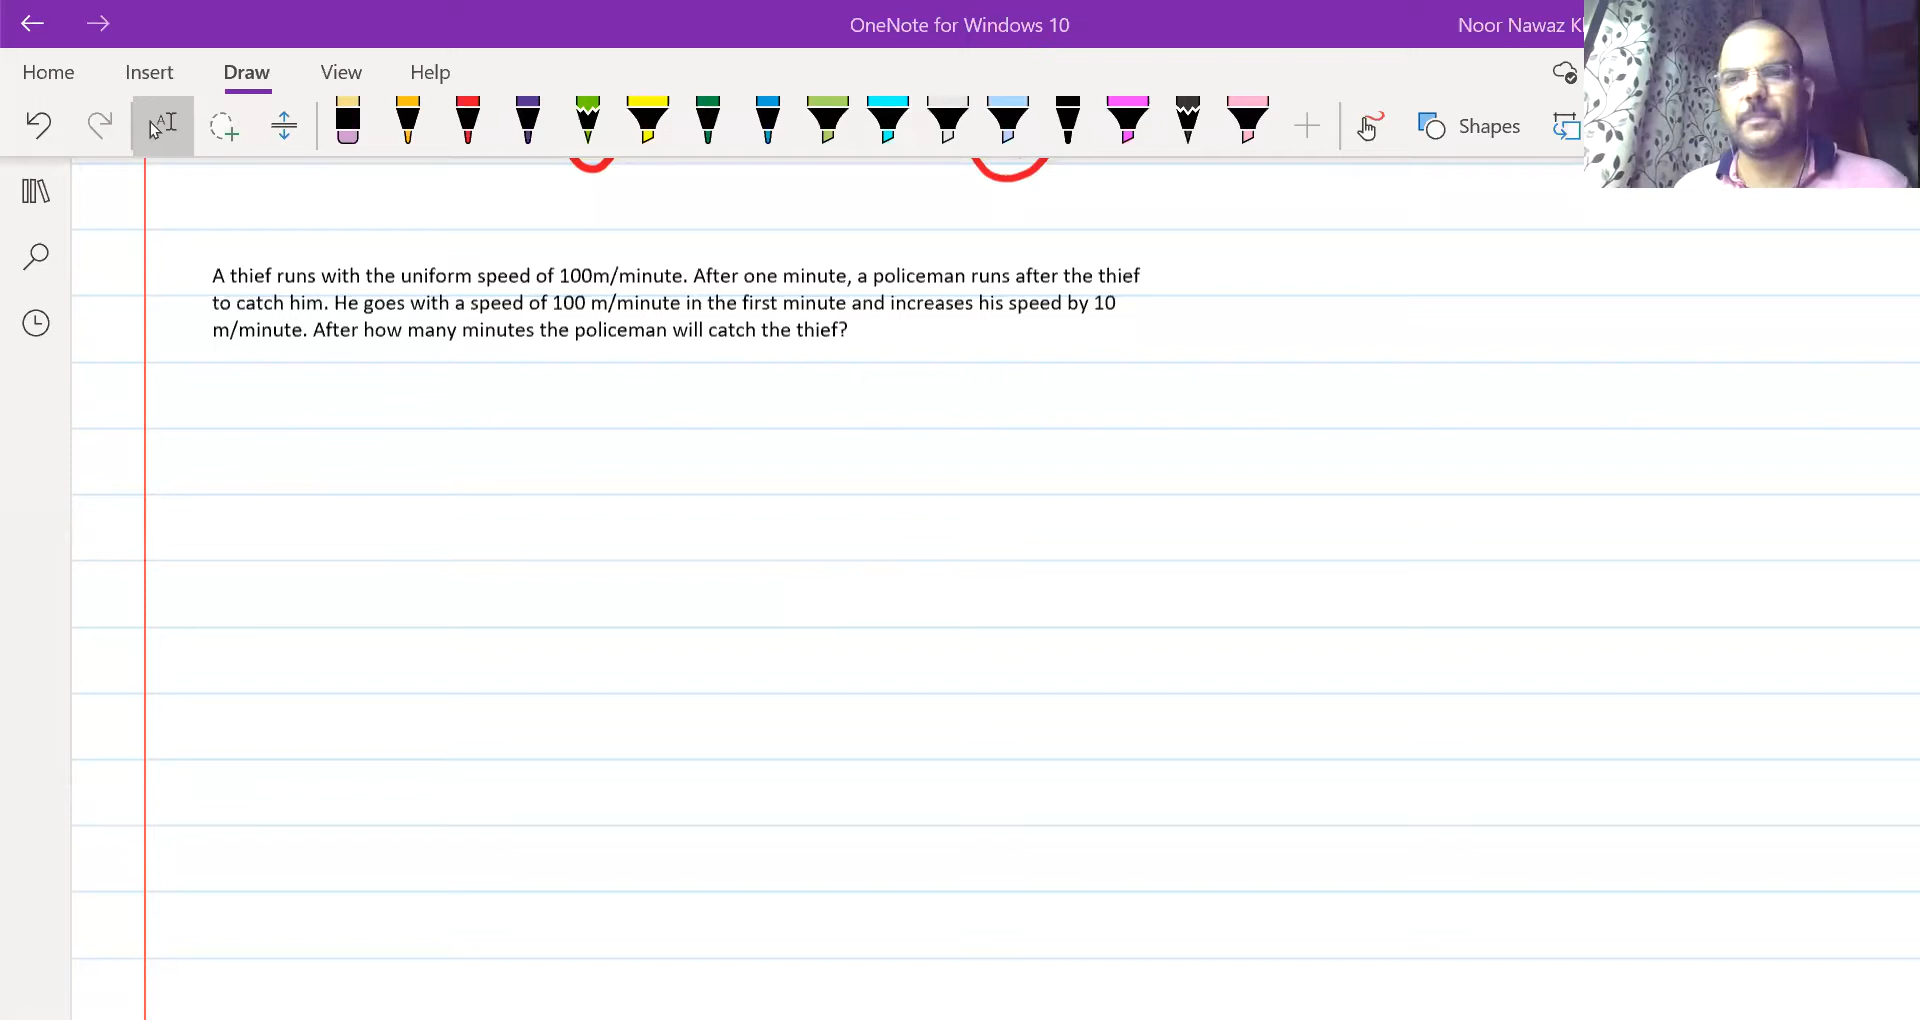 OneNote for Windows 10
Noor Nawaz K
Home Insert Draw View Help
Shapes
A thief runs with the uniform speed of 100m/minute. After one minute, a policeman runs after the thief
to catch him. He goes with a speed of 100 m/minute in the first minute and increases his speed by 10
m/minute. After how many minutes the policeman will catch the thief?